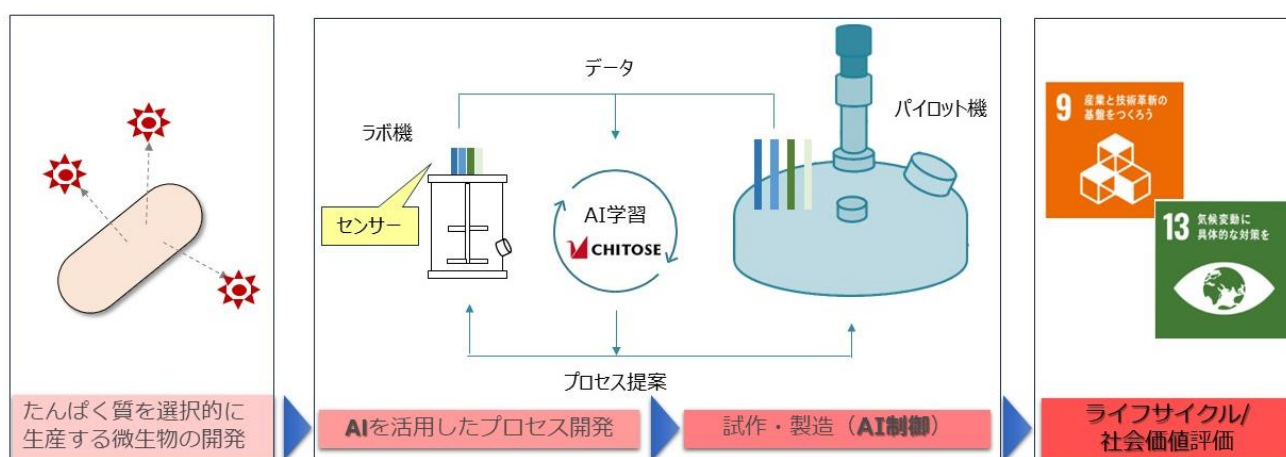 データ
ラボ機
センサー
AI学習
CHITOSE
パイロット機
プロセス提案
9 産業と技術革新の
基盤をつくろう
13 気候変動に
具体的な対策を
たんぱく質を選択的に
生産する微生物の開発
AIを活用したプロセス開発
試作・製造（AI制御）
ライフサイクル/
社会価値評価